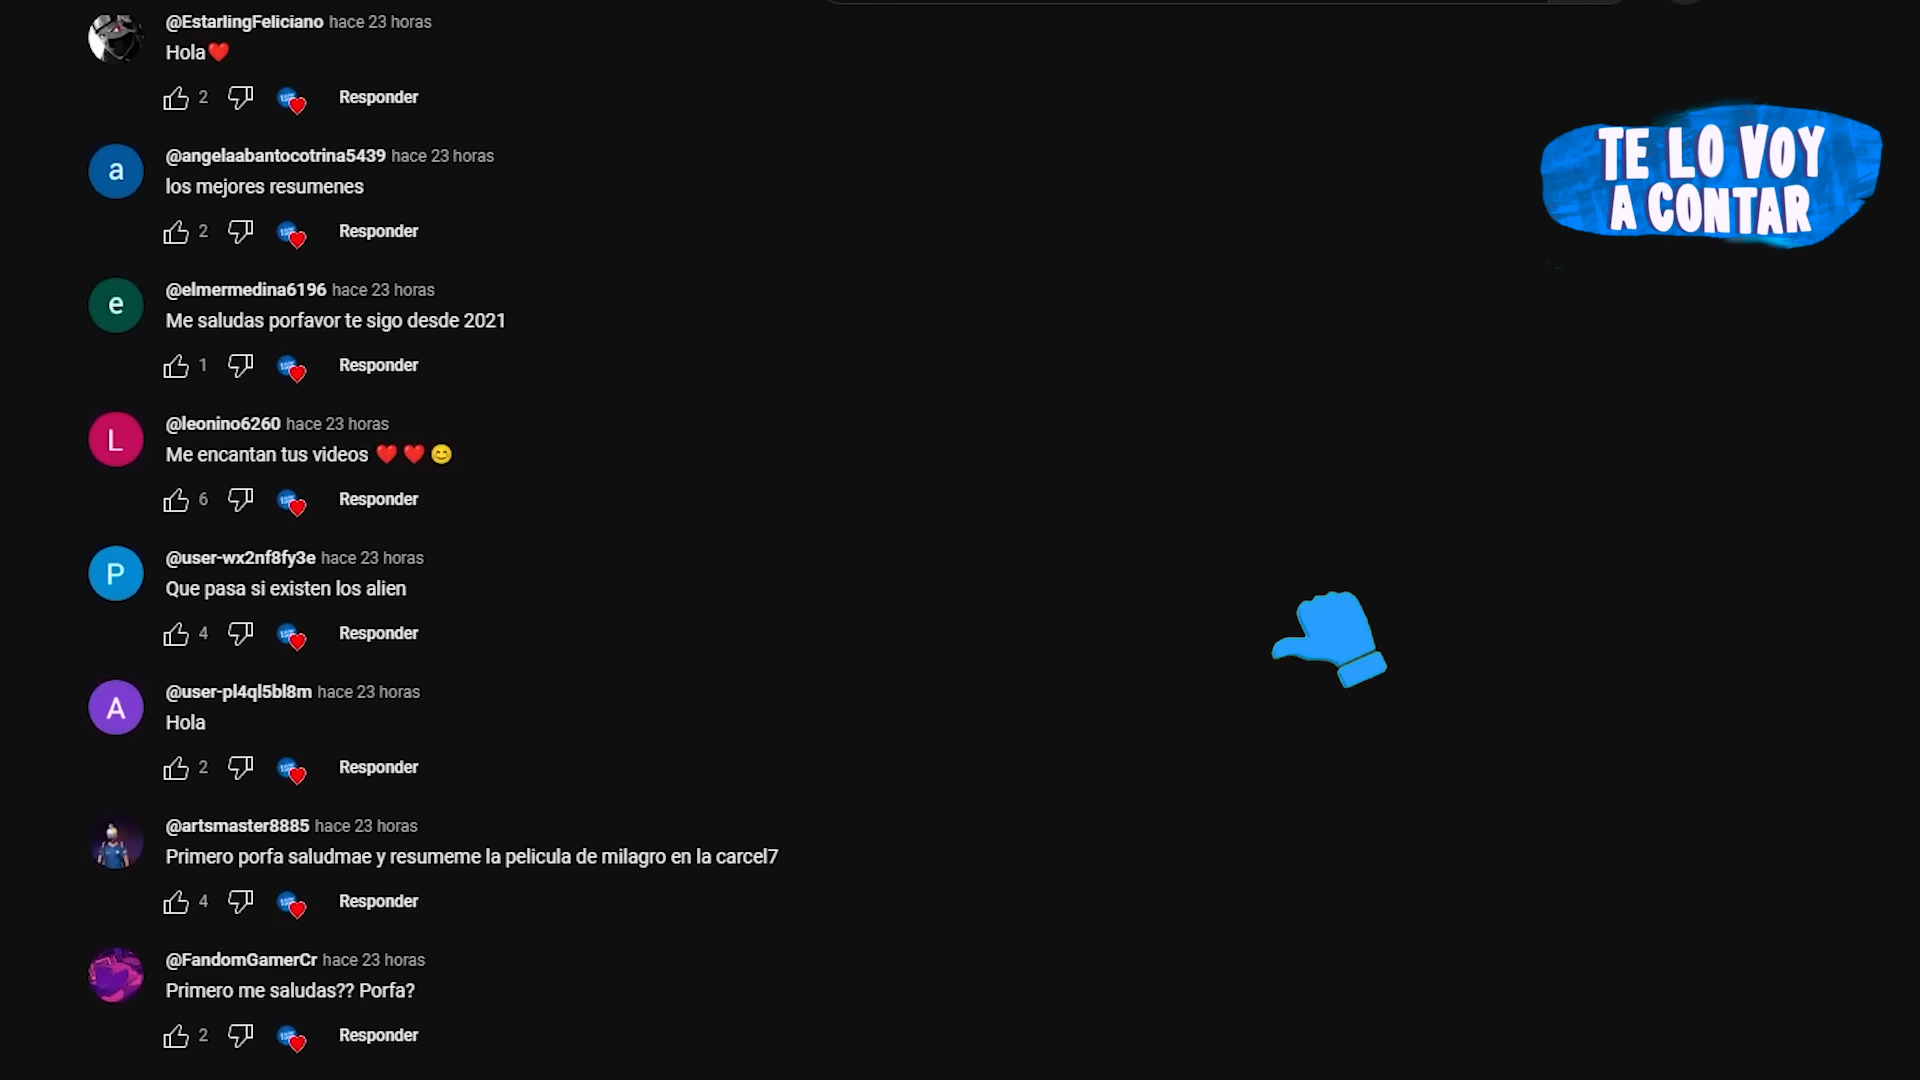 @EstarlingFeliciano hace 23 horas
Hola❤️
2 Responder
@angelaabantocotrina5439 hace 23 horas
los mejores resumenes
2 Responder
@elmermedina6196 hace 23 horas
Me saludas porfavor te sigo desde 2021
1 Responder
@leonino6260 hace 23 horas
Me encantan tus videos ❤️ ❤️ 😊
6 Responder
@user-wx2nf8fy3e hace 23 horas
Que pasa si existen los alien
4 Responder
@user-pl4ql5bl8m hace 23 horas
Hola
2 Responder
@artsmaster8885 hace 23 horas
Primero porfa saludmae y resumeme la pelicula de milagro en la carcel7
4 Responder
@FandomGamerCr hace 23 horas
Primero me saludas?? Porfa?
2 Responder
a
e
L
P
A
TE LO VOY
A CONTAR